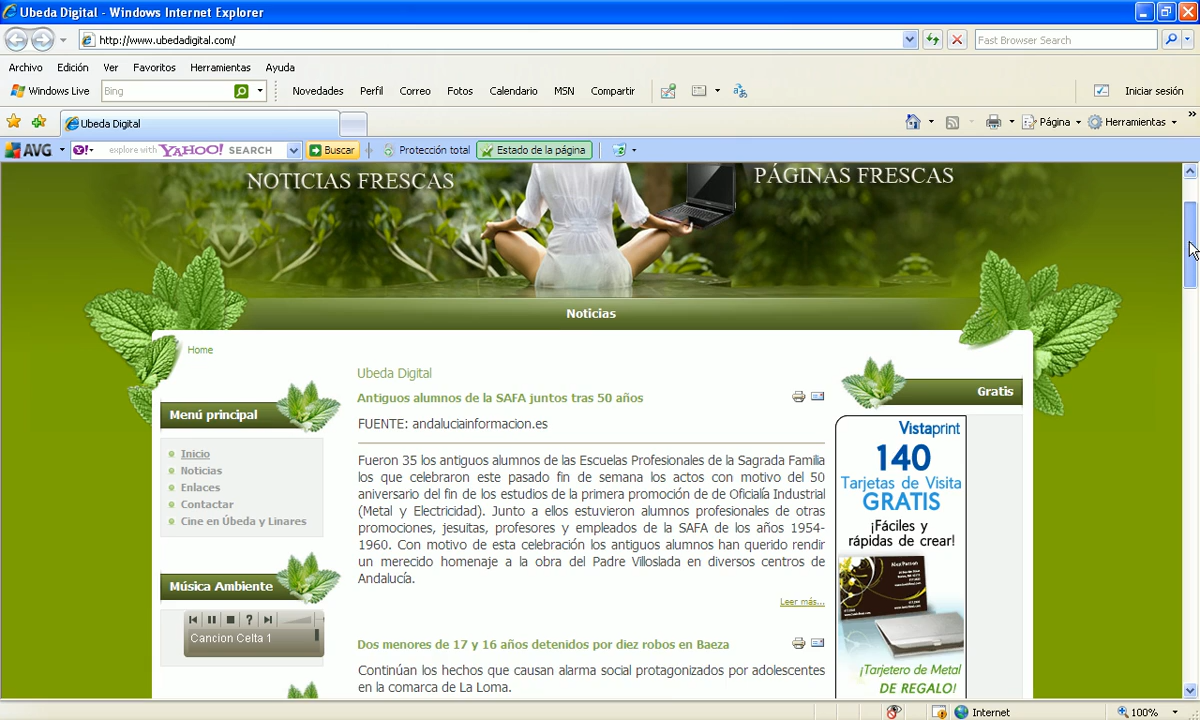 Ubeda Digital - Windows Internet Explorer
http://www.ubedadigital.com/
Fast Browser Search
Archivo Edición Ver Favoritos Herramientas Ayuda
Windows Live Bing Novedades Perfil Correo Fotos Calendario MSN Compartir Iniciar sesión
Ubeda Digital Página Herramientas
AVG Y! explore with YAHOO! SEARCH Buscar Protección total Estado de la página
NOTICIAS FRESCAS PÁGINAS FRESCAS
Noticias
Home
Menú principal
Inicio
Noticias
Enlaces
Contactar
Cine en Úbeda y Linares
Música Ambiente
Cancion Celta 1
Ubeda Digital
Antiguos alumnos de la SAFA juntos tras 50 años
FUENTE: andaluciainformacion.es
Fueron 35 los antiguos alumnos de las Escuelas Profesionales de la Sagrada Familia
los que celebraron este pasado fin de semana los actos con motivo del 50
aniversario del fin de los estudios de la primera promoción de de Oficialía Industrial
(Metal y Electricidad). Junto a ellos estuvieron alumnos profesionales de otras
promociones, jesuitas, profesores y empleados de la SAFA de los años 1954-
1960. Con motivo de esta celebración los antiguos alumnos han querido rendir
un merecido homenaje a la obra del Padre Villoslada en diversos centros de
Andalucía.
Leer más...
Dos menores de 17 y 16 años detenidos por diez robos en Baeza
Continúan los hechos que causan alarma social protagonizados por adolescentes
en la comarca de La Loma.
Gratis
Vistaprint
140
Tarjetas de Visita
GRATIS
¡Fáciles y
rápidas de crear!
¡Tarjetero de Metal
DE REGALO!
Internet 100%